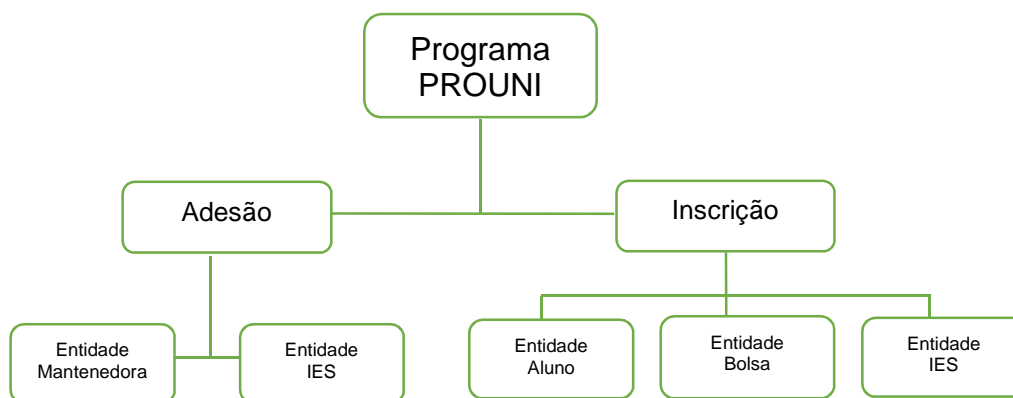 Programa
PROUNI
Adesão
Inscrição
Entidade
Mantenedora
Entidade
IES
Entidade
Aluno
Entidade
Bolsa
Entidade
IES